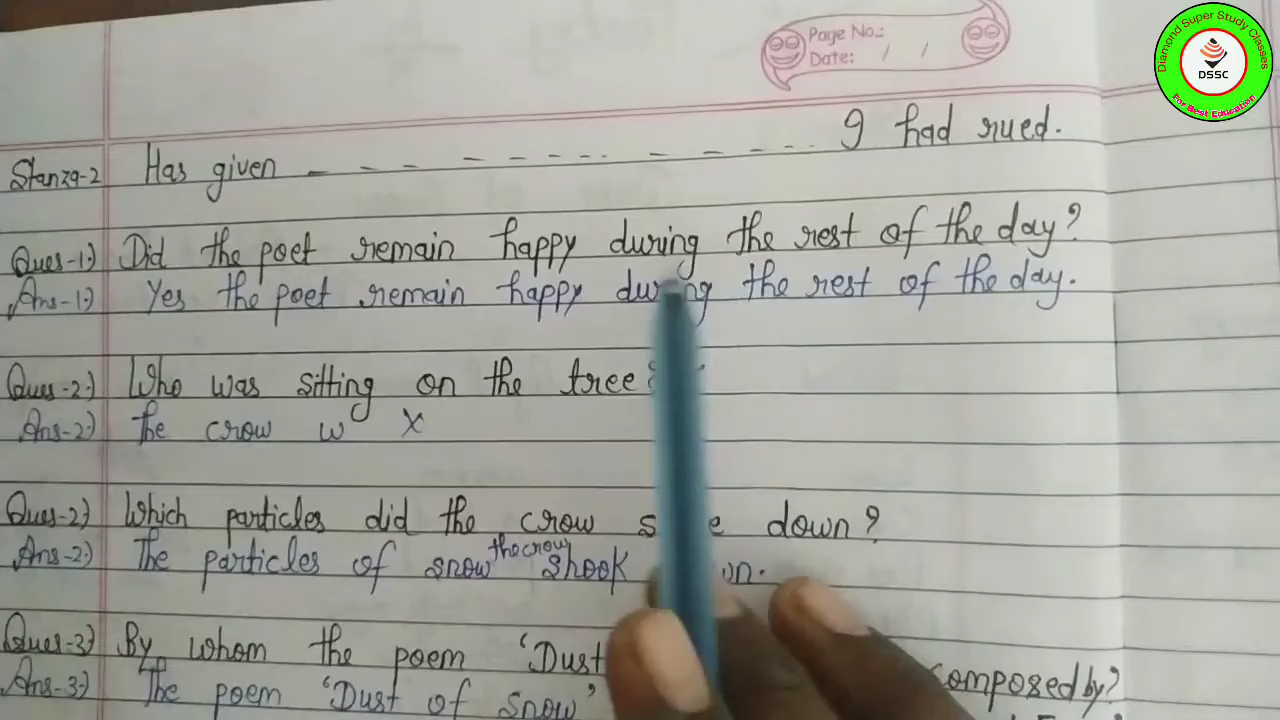 Page No.:
Date: / /
Diamond Super Study Classes
DSSC
For Best Education
Stanza-2 Has given _ _ _ _ _ _ _ _ _ _ _ _ I had rued.
Ques-1:) Did the poet remain happy during the rest of the day?
Ans-1:) Yes the poet remain happy during the rest of the day.
Ques-2:) Who was sitting on the tree?
Ans-2:) The crow w X
Ques-2:) Which particles did the crow down?
Ans-2:) The particles of snow the crow shook
Ques-3:) By whom the poem 'Dust composed by?
Ans-3:) The poem 'Dust of snow'